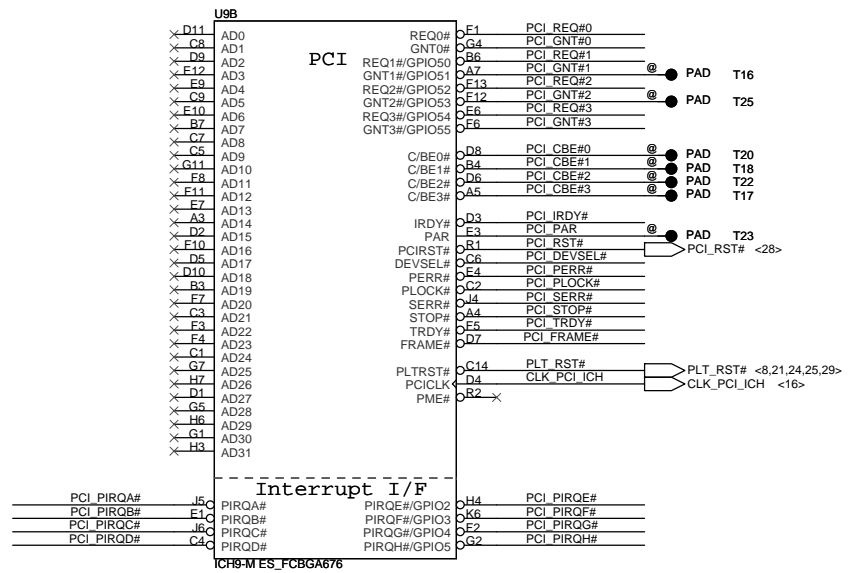 U9B
D11 AD0 REQ0# F1 PCI_REQ#0
C8 AD1 GNT0# G4 PCI_GNT#0
PCI
D9 AD2 REQ1#/GPIO50 B6 PCI_REQ#1
E12 AD3 GNT1#/GPIO51 A7 PCI_GNT#1 @ PAD T16
E9 AD4 REQ2#/GPIO52 F13 PCI_REQ#2
C9 AD5 GNT2#/GPIO53 F12 PCI_GNT#2 @ PAD T25
E10 AD6 REQ3#/GPIO54 E6 PCI_REQ#3
B7 AD7 GNT3#/GPIO55 F6 PCI_GNT#3
C7 AD8
C5 AD9 C/BE0# D8 PCI_CBE#0 @ PAD T20
G11 AD10 C/BE1# B4 PCI_CBE#1 @ PAD T18
F8 AD11 C/BE2# D6 PCI_CBE#2 @ PAD T22
F11 AD12 C/BE3# A5 PCI_CBE#3 @ PAD T17
E7 AD13
A3 AD14 IRDY# D3 PCI_IRDY#
D2 AD15 PAR E3 PCI_PAR @ PAD T23
F10 AD16 PCIRST# R1 PCI_RST# PCI_RST# <28>
D5 AD17 DEVSEL# C6 PCI_DEVSEL#
D10 AD18 PERR# E4 PCI_PERR#
B3 AD19 PLOCK# C2 PCI_PLOCK#
F7 AD20 SERR# J4 PCI_SERR#
C3 AD21 STOP# A4 PCI_STOP#
F3 AD22 TRDY# F5 PCI_TRDY#
F4 AD23 FRAME# D7 PCI_FRAME#
C1 AD24
G7 AD25 PLTRST# C14 PLT_RST# PLT_RST# <8,21,24,25,29>
H7 AD26 PCICLK D4 CLK_PCI_ICH CLK_PCI_ICH <16>
D1 AD27 PME# R2
G5 AD28
H6 AD29
G1 AD30
H3 AD31
Interrupt I/F
PCI_PIRQA# J5 PIRQA# PIRQE#/GPIO2 H4 PCI_PIRQE#
PCI_PIRQB# E1 PIRQB# PIRQF#/GPIO3 K6 PCI_PIRQF#
PCI_PIRQC# J6 PIRQC# PIRQG#/GPIO4 F2 PCI_PIRQG#
PCI_PIRQD# C4 PIRQD# PIRQH#/GPIO5 G2 PCI_PIRQH#
ICH9-M ES_FCBGA676